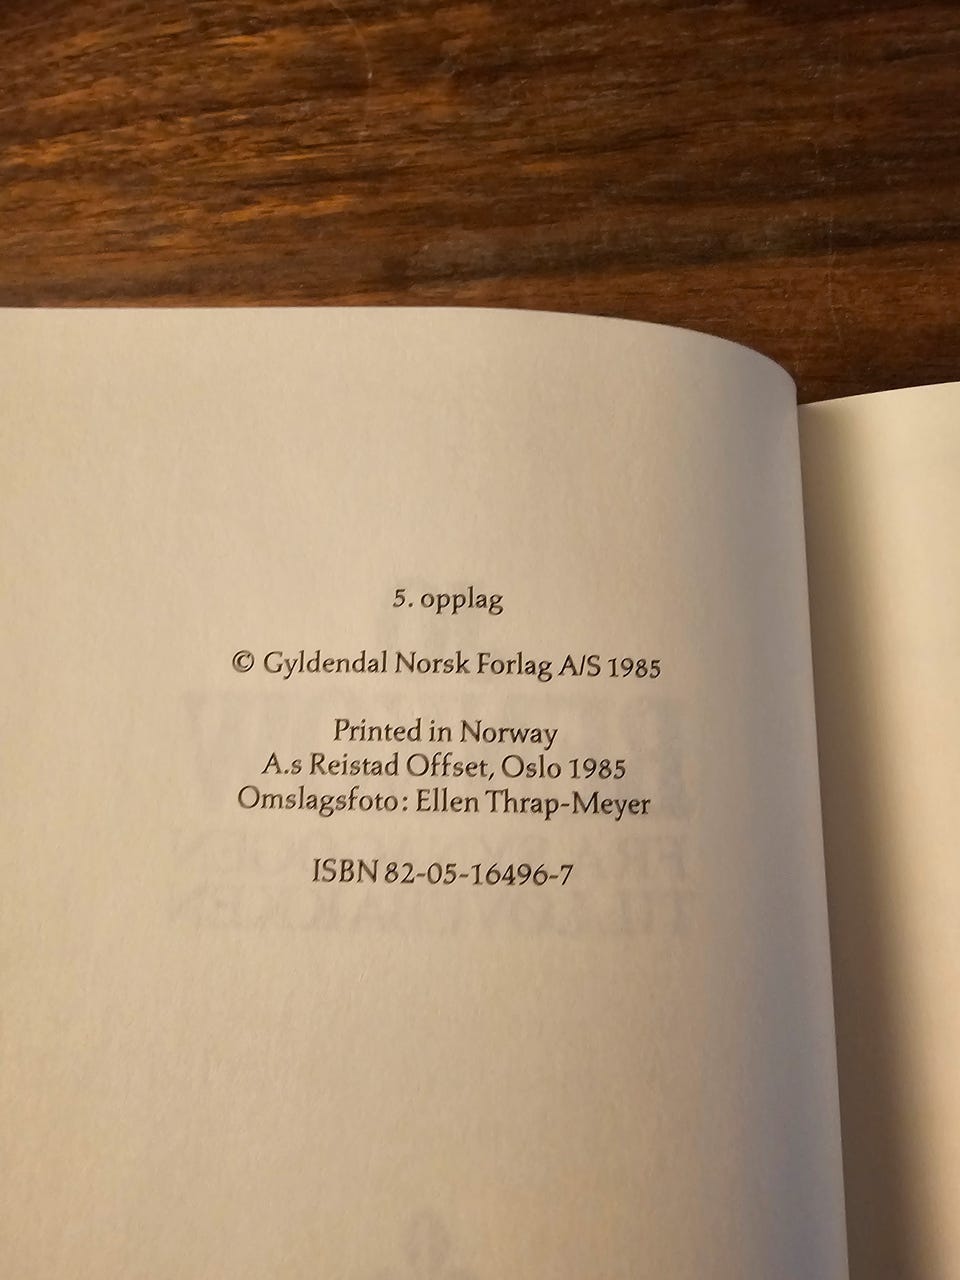 5. opplag
© Gyldendal Norsk Forlag A/S 1985
Printed in Norway
A.s Reistad Offset, Oslo 1985
Omslagsfoto: Ellen Thrap-Meyer
ISBN 82-05-16496-7